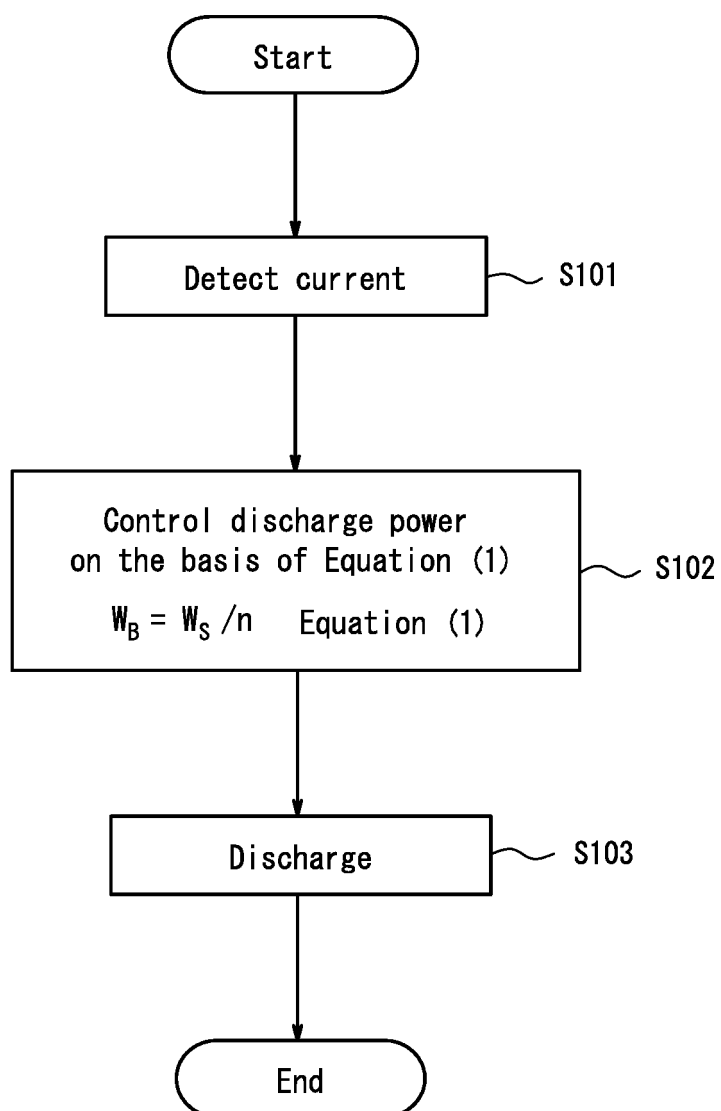 Start
Detect current
S101
Control discharge power
on the basis of Equation (1)
W_B = W_S /n Equation (1)
S102
Discharge
S103
End